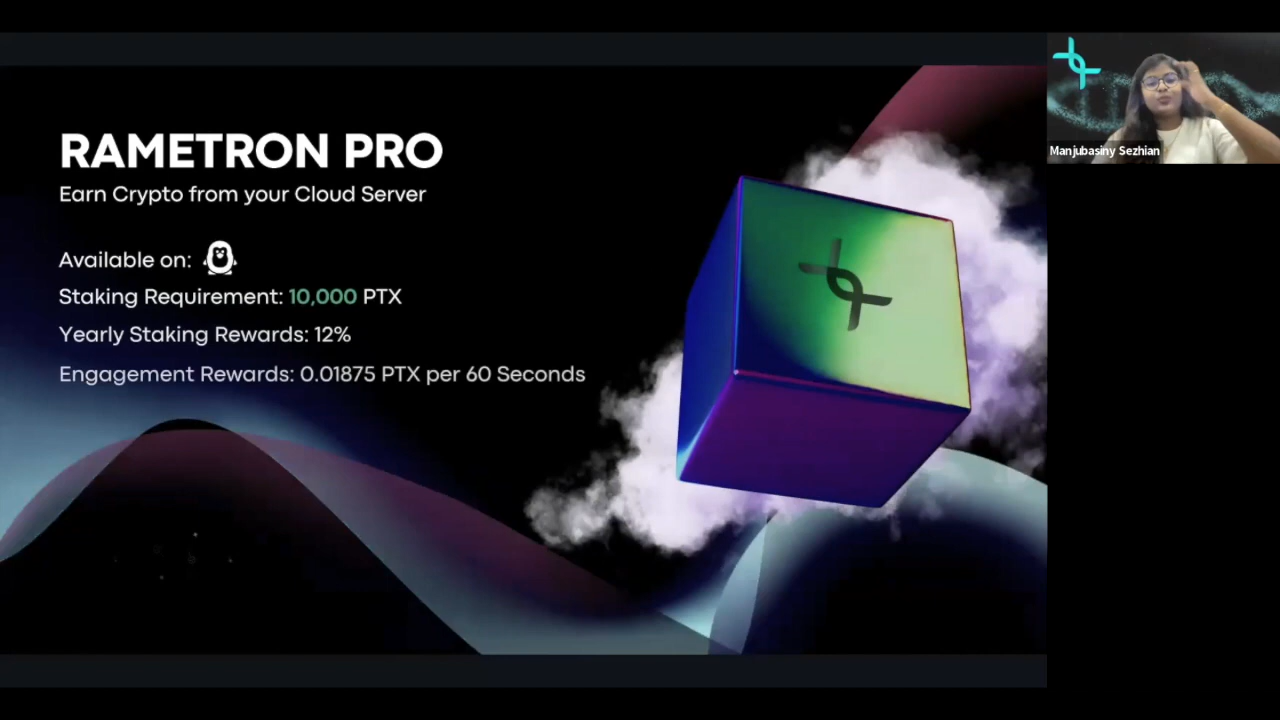 RAMETRON PRO
Earn Crypto from your Cloud Server
Available on:
Staking Requirement: 10,000 PTX
Yearly Staking Rewards: 12%
Engagement Rewards: 0.01875 PTX per 60 Seconds
Manjubasiny Sezhian